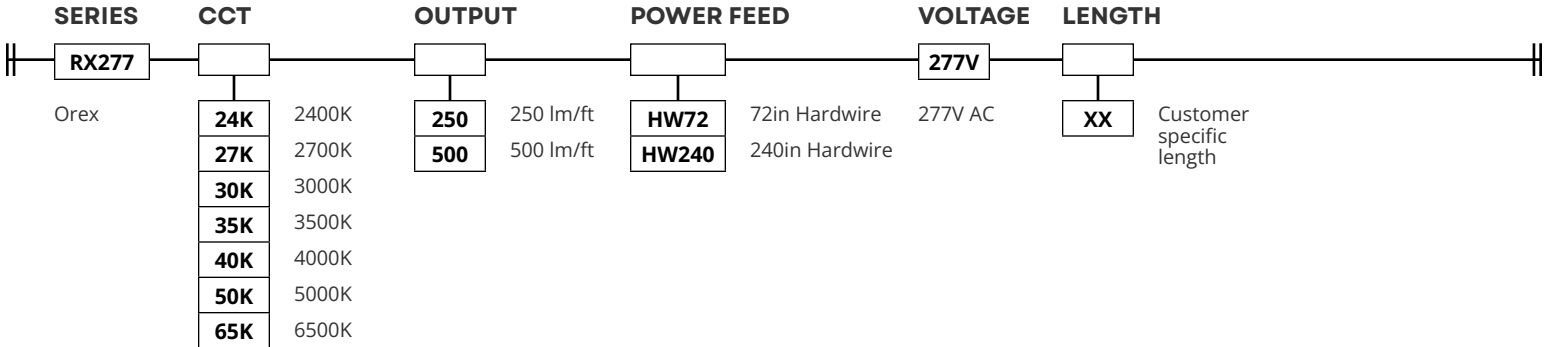 SERIES CCT OUTPUT POWER FEED VOLTAGE LENGTH
RX277 277V
Orex 24K 2400K 250 250 lm/ft HW72 72in Hardwire 277V AC XX Customer
specific
length
27K 2700K 500 500 lm/ft HW240 240in Hardwire
30K 3000K
35K 3500K
40K 4000K
50K 5000K
65K 6500K